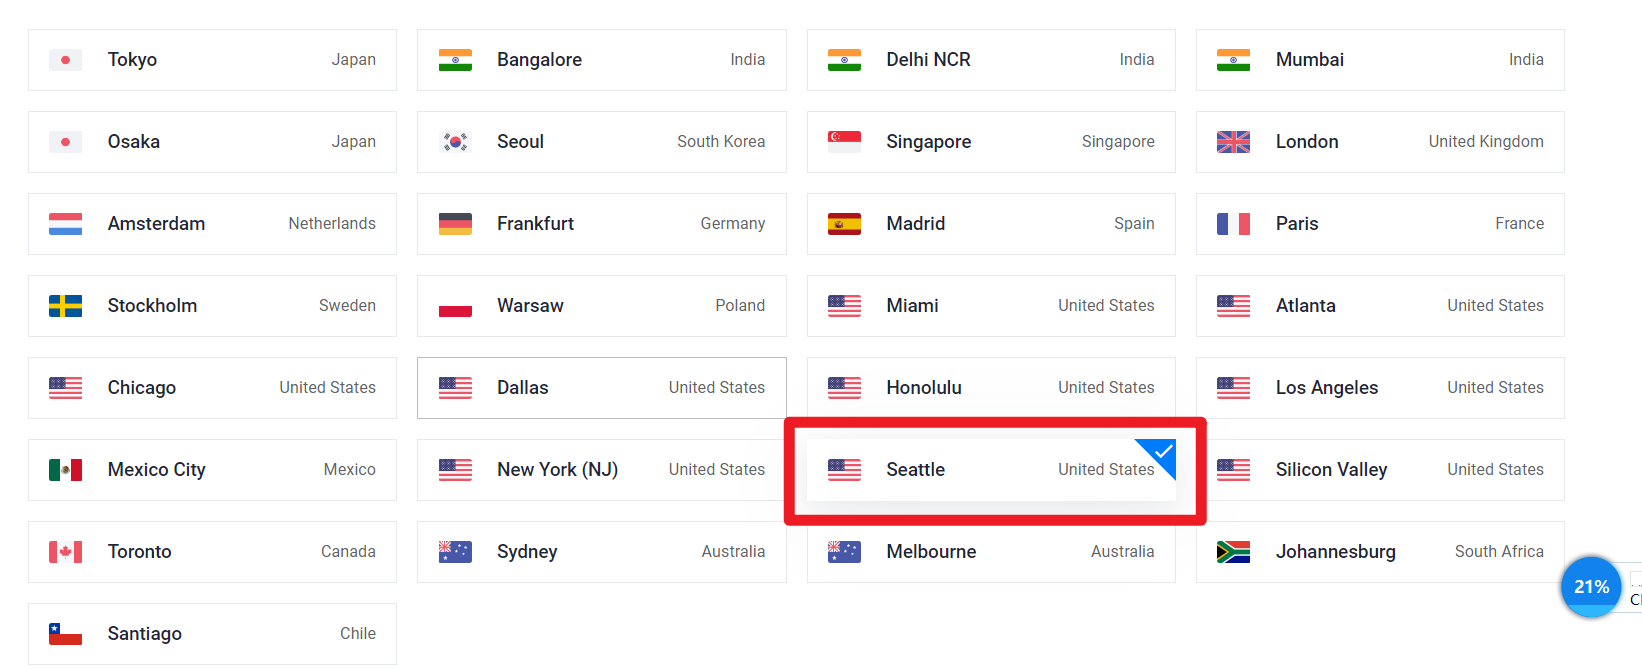 Tokyo Japan
Bangalore India
Delhi NCR India
Mumbai India
Osaka Japan
Seoul South Korea
Singapore Singapore
London United Kingdom
Amsterdam Netherlands
Frankfurt Germany
Madrid Spain
Paris France
Stockholm Sweden
Warsaw Poland
Miami United States
Atlanta United States
Chicago United States
Dallas United States
Honolulu United States
Los Angeles United States
Mexico City Mexico
New York (NJ) United States
Seattle United States
Silicon Valley United States
Toronto Canada
Sydney Australia
Melbourne Australia
Johannesburg South Africa
21%
Santiago Chile